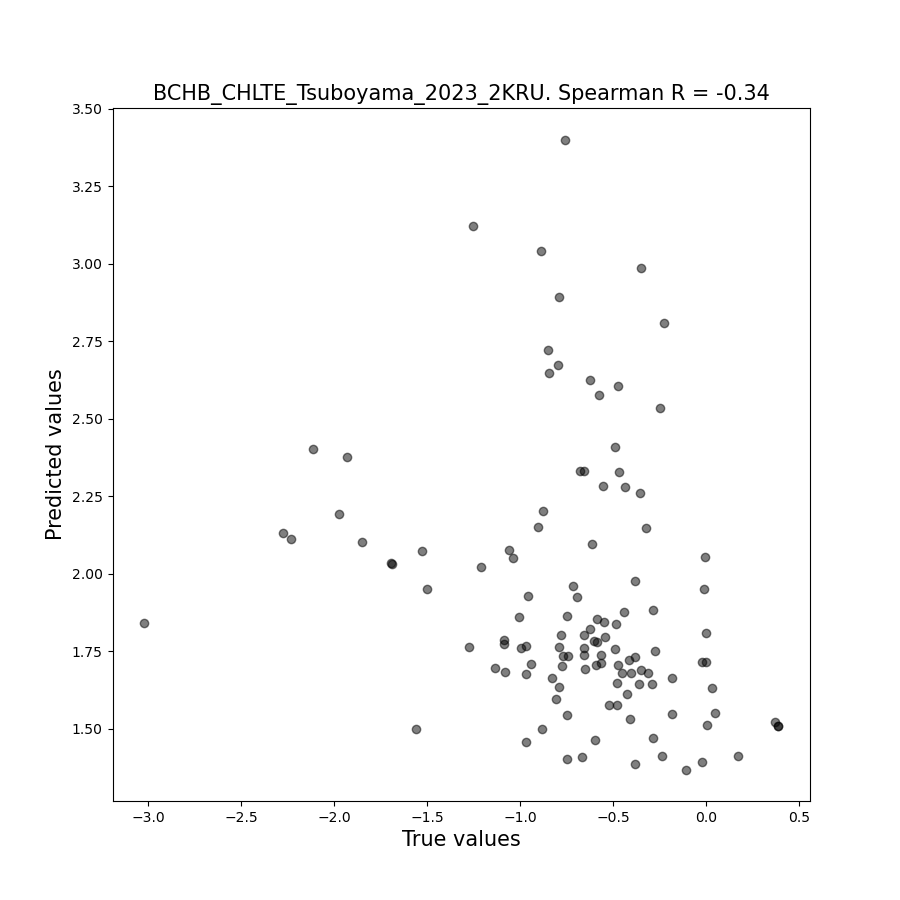 BCHB_CHLTE_Tsuboyama_2023_2KRU. Spearman R = -0.34
3.50
3.25
3.00
2.75
2.50
2.25
2.00
1.75
1.50
Predicted values
−3.0 −2.5 −2.0 −1.5 −1.0 −0.5 0.0 0.5
True values